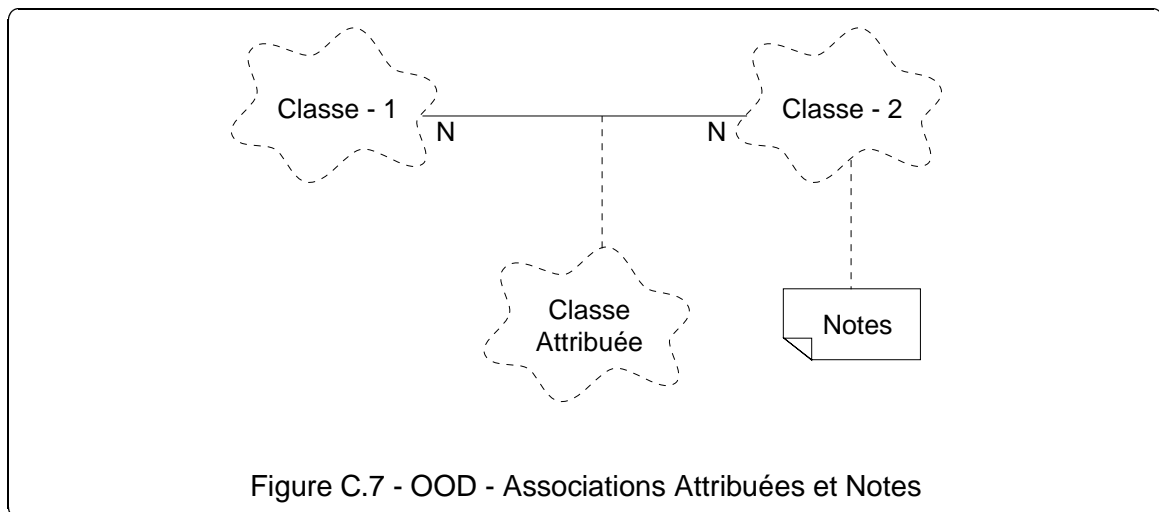 Classe - 1
Classe - 2
N
N
Classe
Attribuée
Notes
Figure C.7 - OOD - Associations Attribuées et Notes